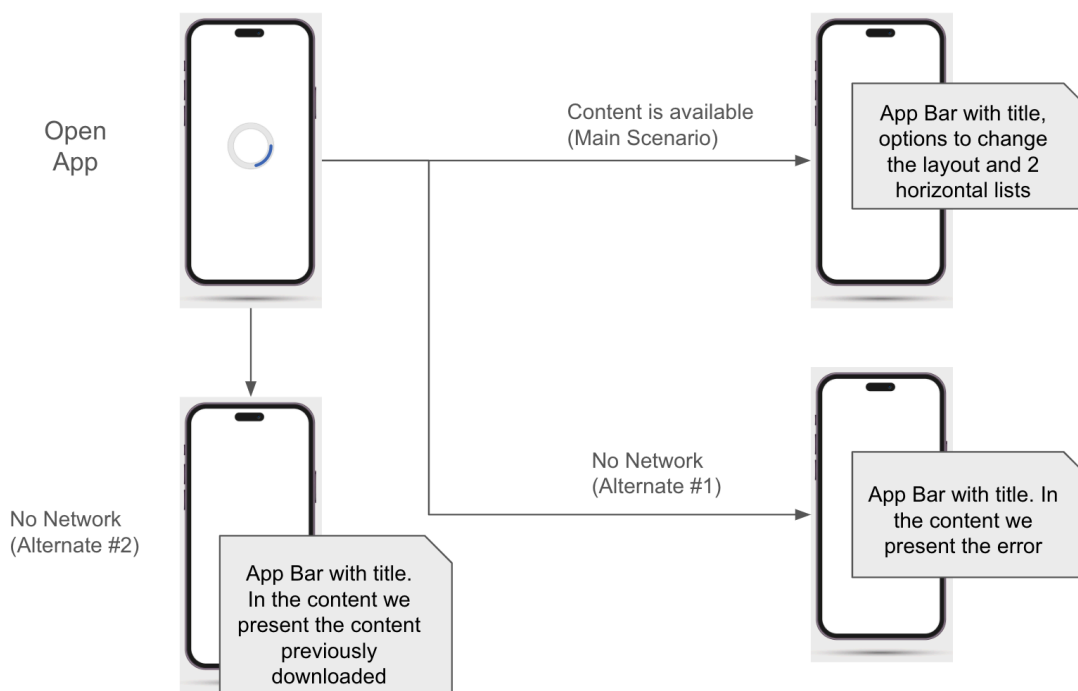 Open
App
Content is available
(Main Scenario)
App Bar with title,
options to change
the layout and 2
horizontal lists
No Network
(Alternate #1)
App Bar with title. In
the content we
present the error
No Network
(Alternate #2)
App Bar with title.
In the content we
present the content
previously
downloaded